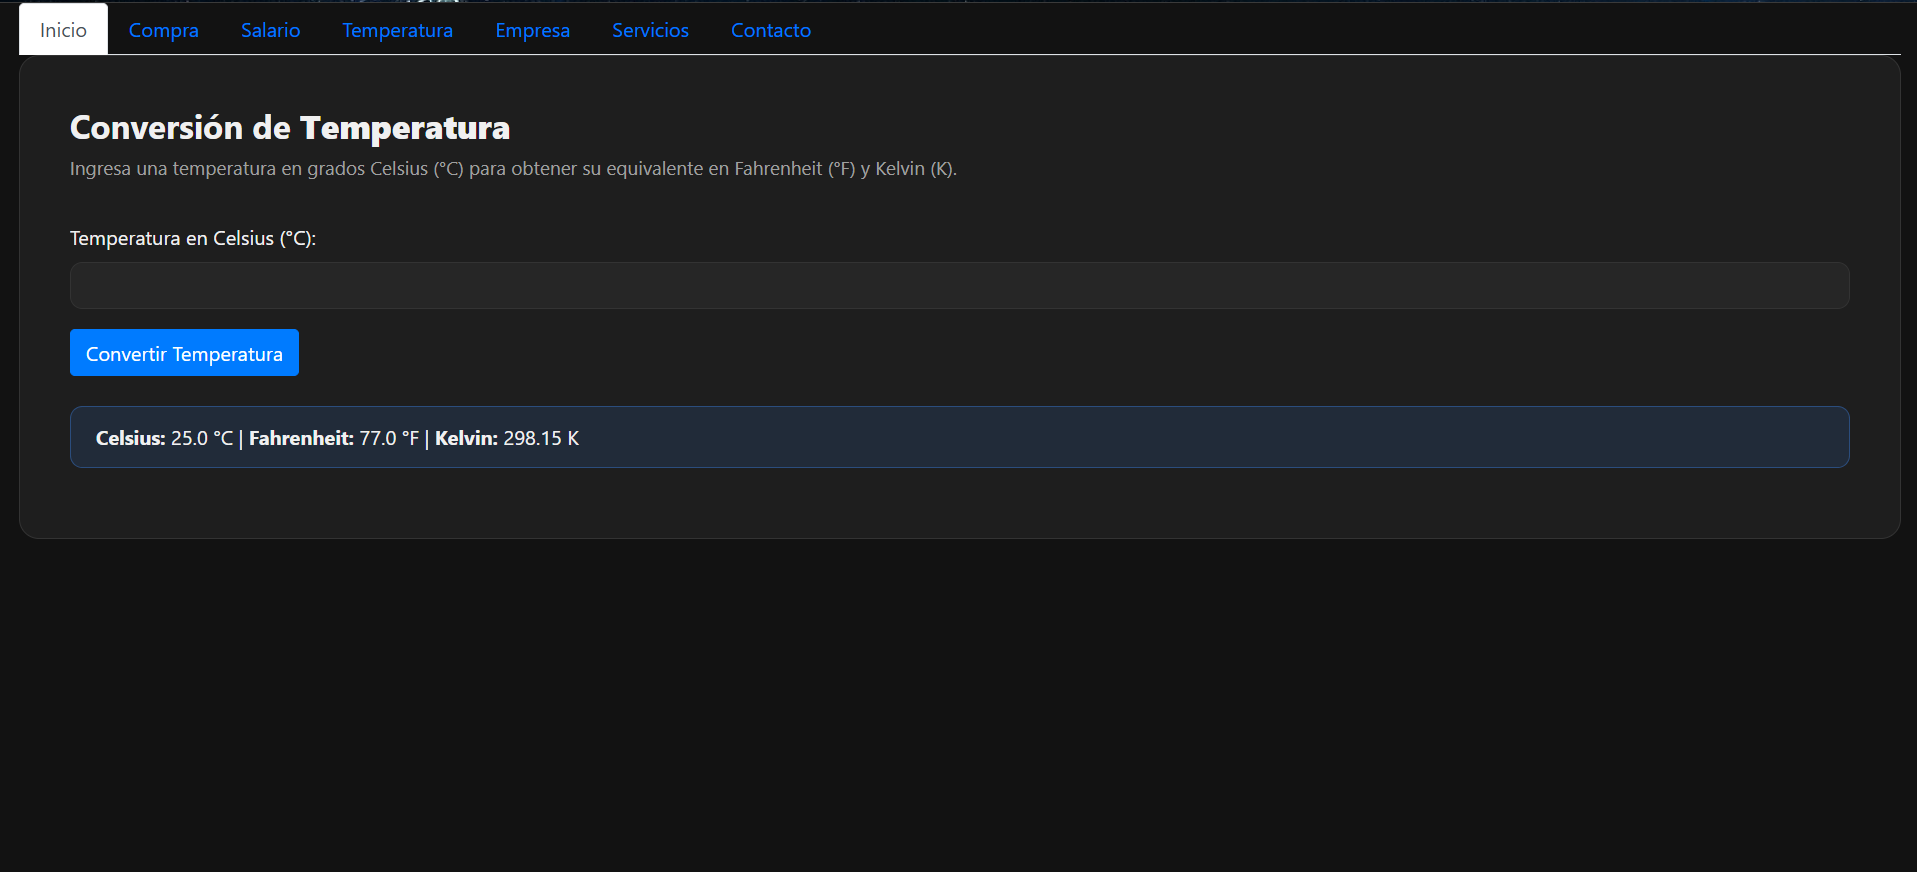 Inicio Compra Salario Temperatura Empresa Servicios Contacto
Conversión de Temperatura
Ingresa una temperatura en grados Celsius (°C) para obtener su equivalente en Fahrenheit (°F) y Kelvin (K).
Temperatura en Celsius (°C):
Convertir Temperatura
Celsius: 25.0 °C | Fahrenheit: 77.0 °F | Kelvin: 298.15 K